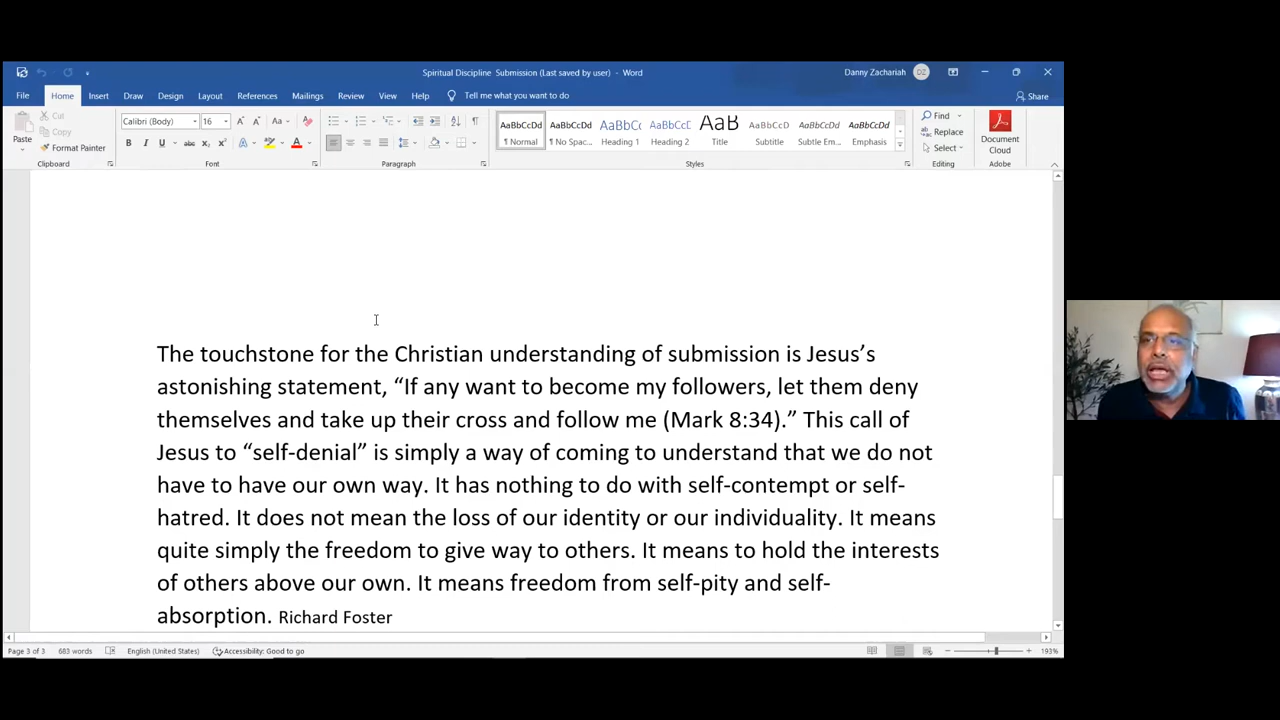 Spiritual Discipline Submission (Last saved by user) - Word
Danny Zachariah DZ
File Home Insert Draw Design Layout References Mailings Review View Help Tell me what you want to do Share
Paste
Cut
Copy
Format Painter
Calibri (Body) 16
AaBbCcDd AaBbCcDd AaBbCc AaBbCcE AaB AaBbCcD AaBbCcDd AaBbCcDd
¶ Normal ¶ No Spac... Heading 1 Heading 2 Title Subtitle Subtle Em... Emphasis
Find
Replace
Select
Document
Cloud
Clipboard Font Paragraph Styles Editing Adobe
The touchstone for the Christian understanding of submission is Jesus’s
astonishing statement, “If any want to become my followers, let them deny
themselves and take up their cross and follow me (Mark 8:34).” This call of
Jesus to “self-denial” is simply a way of coming to understand that we do not
have to have our own way. It has nothing to do with self-contempt or self-
hatred. It does not mean the loss of our identity or our individuality. It means
quite simply the freedom to give way to others. It means to hold the interests
of others above our own. It means freedom from self-pity and self-
absorption. Richard Foster
Page 3 of 3 683 words English (United States) Accessibility: Good to go 193%